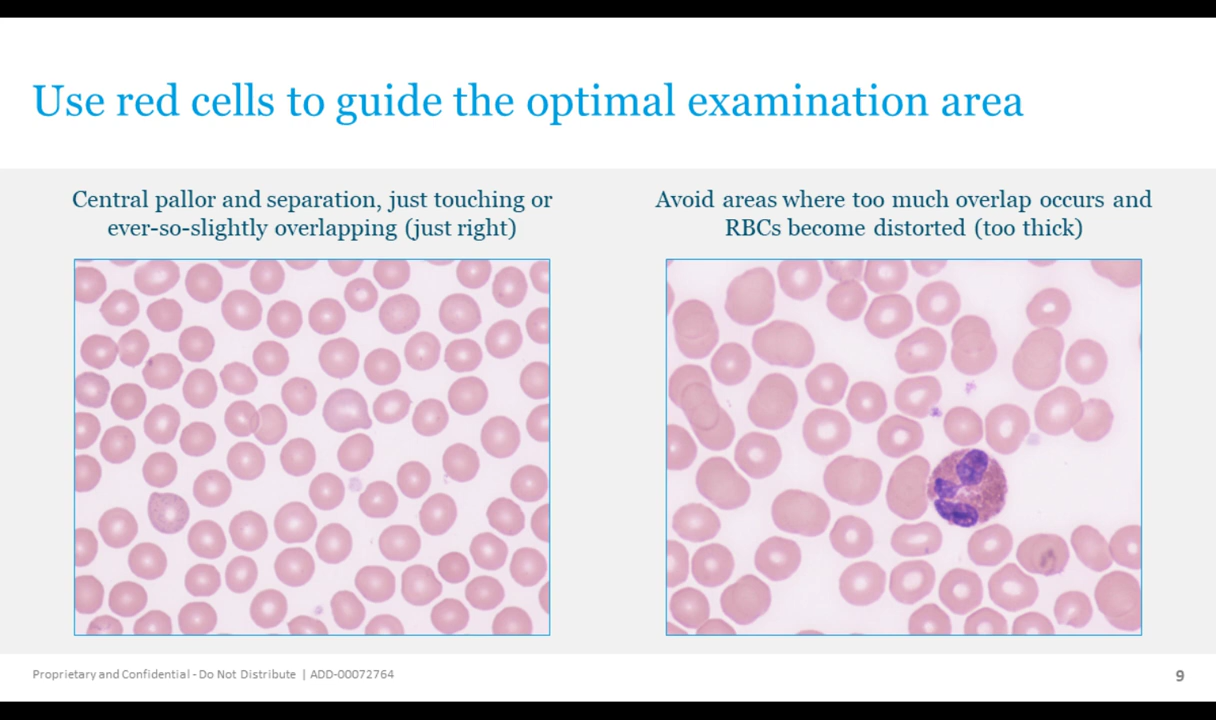 Use red cells to guide the optimal examination area
Central pallor and separation, just touching or
ever-so-slightly overlapping (just right)
Avoid areas where too much overlap occurs and
RBCs become distorted (too thick)
Proprietary and Confidential - Do Not Distribute | ADD-00072764
9